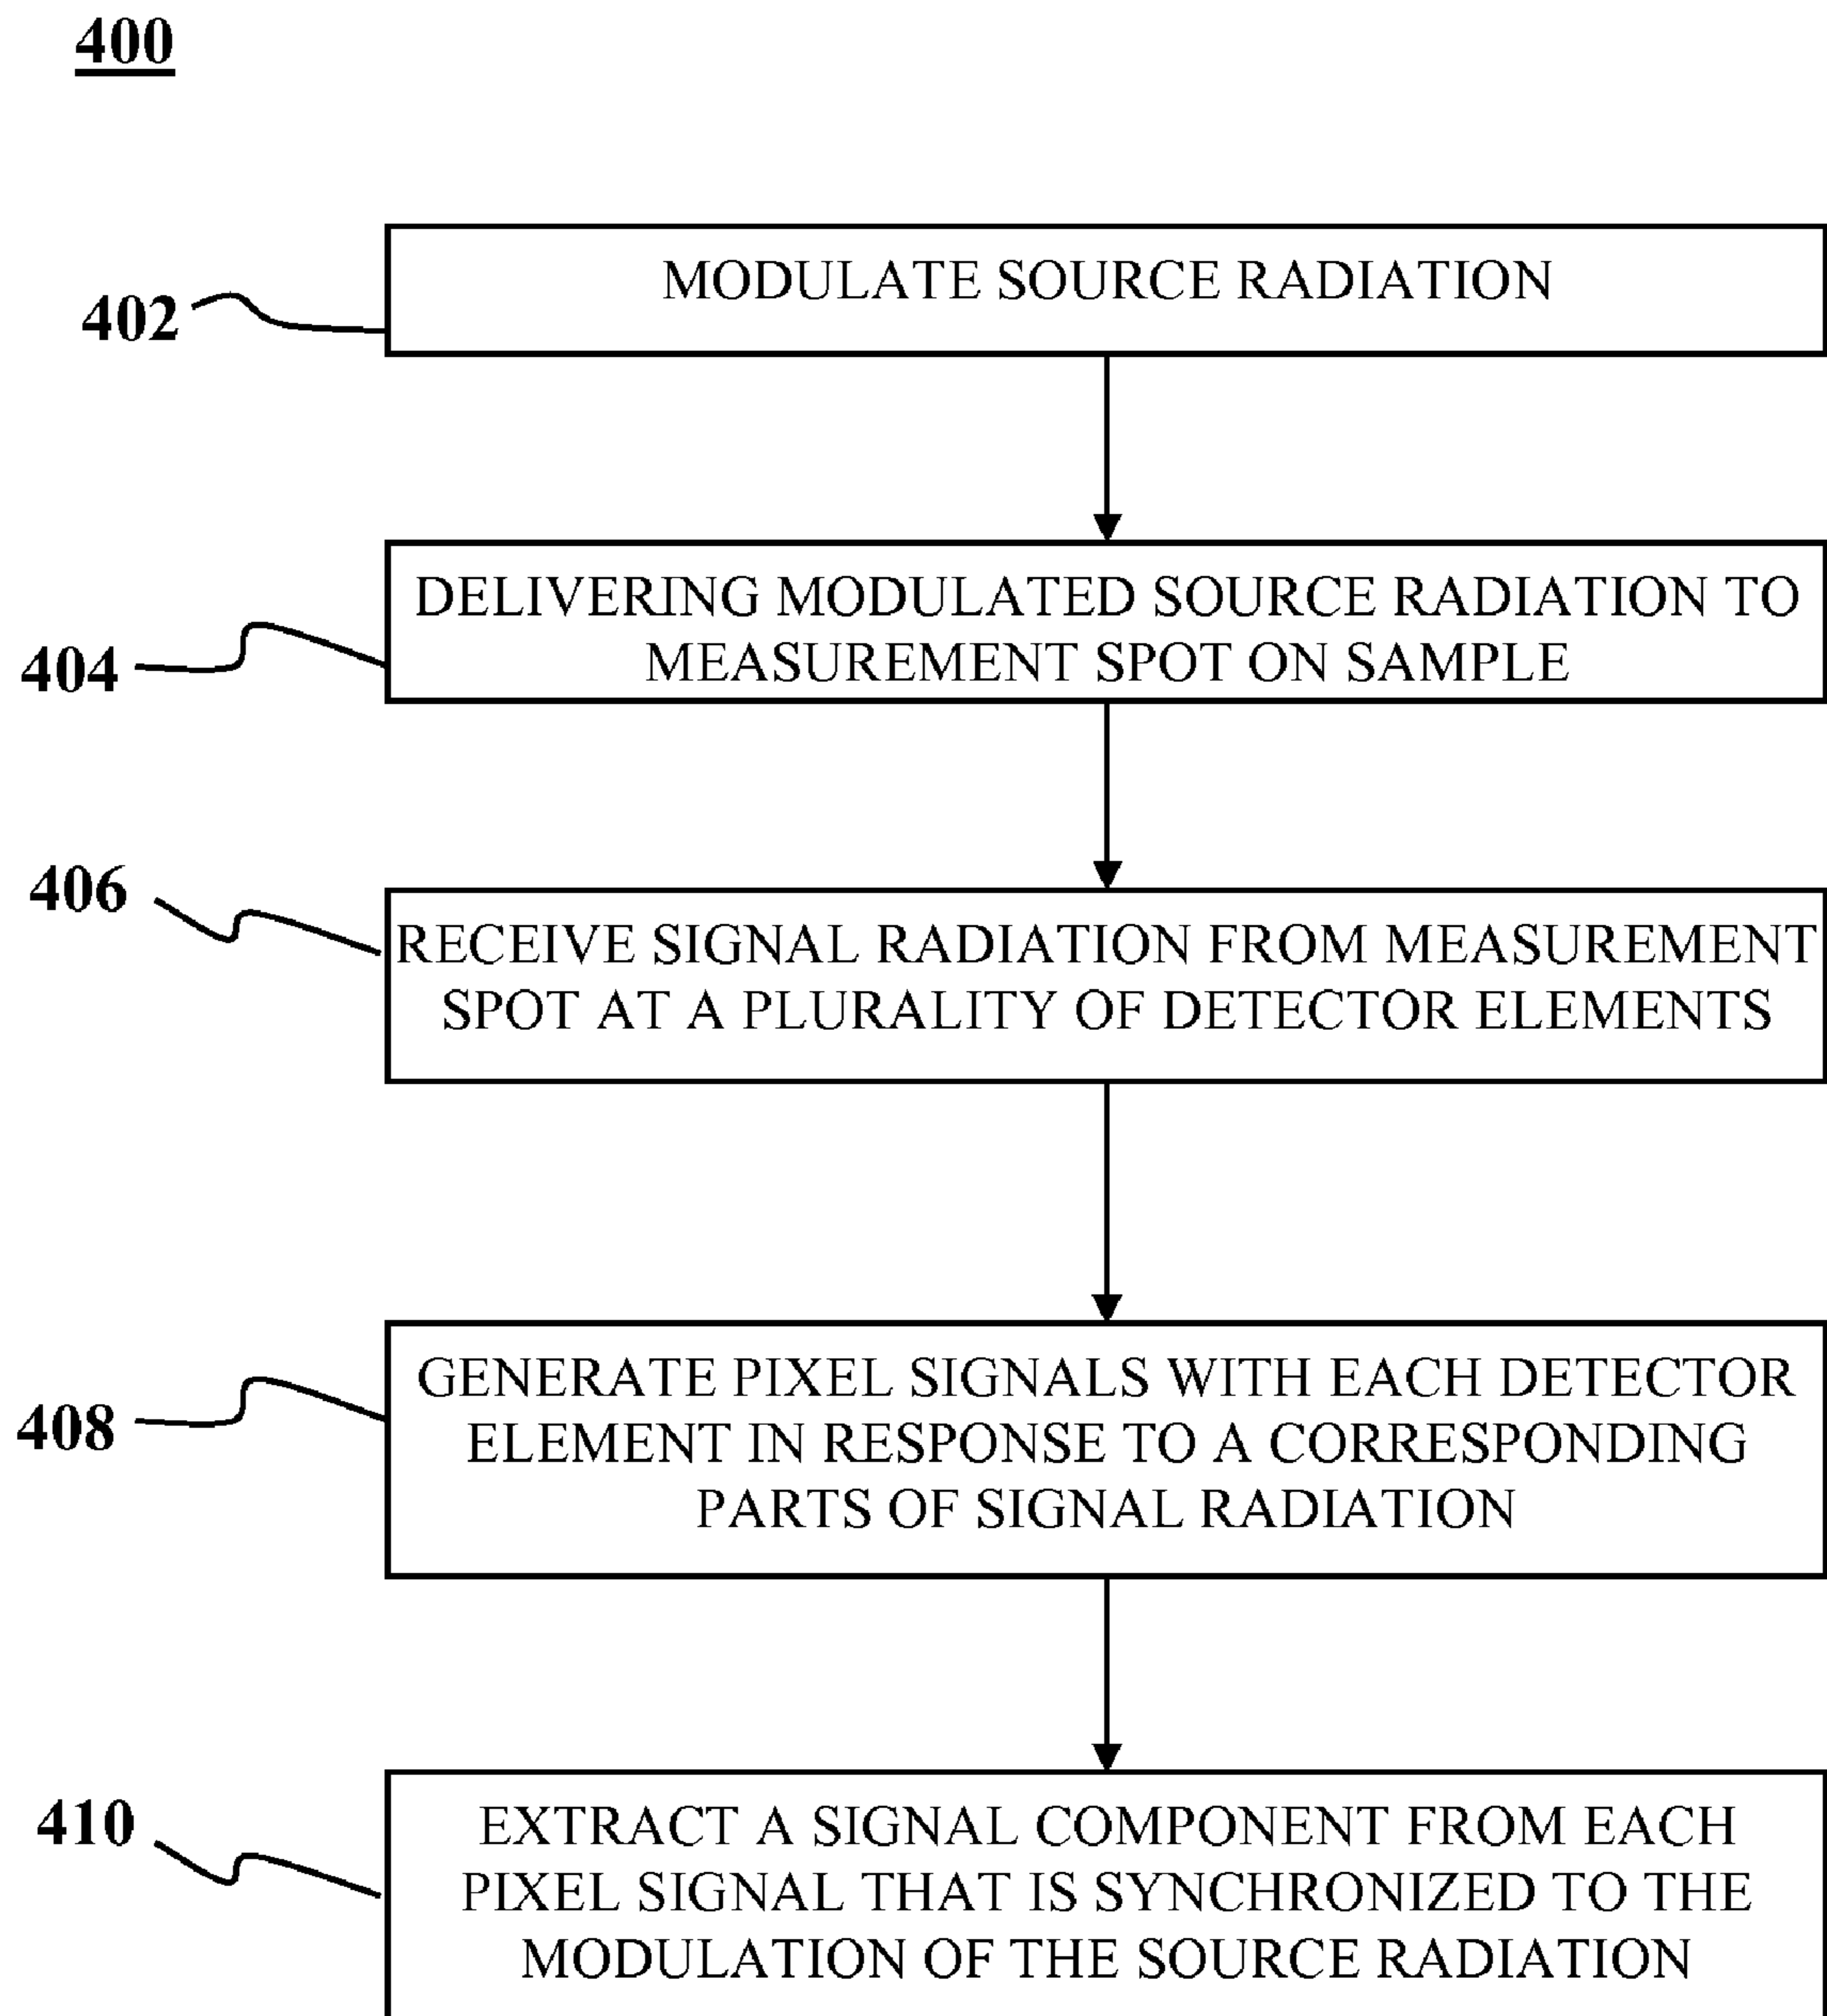 400
402
MODULATE SOURCE RADIATION
404
DELIVERING MODULATED SOURCE RADIATION TO
MEASUREMENT SPOT ON SAMPLE
406
RECEIVE SIGNAL RADIATION FROM MEASUREMENT
SPOT AT A PLURALITY OF DETECTOR ELEMENTS
408
GENERATE PIXEL SIGNALS WITH EACH DETECTOR
ELEMENT IN RESPONSE TO A CORRESPONDING
PARTS OF SIGNAL RADIATION
410
EXTRACT A SIGNAL COMPONENT FROM EACH
PIXEL SIGNAL THAT IS SYNCHRONIZED TO THE
MODULATION OF THE SOURCE RADIATION